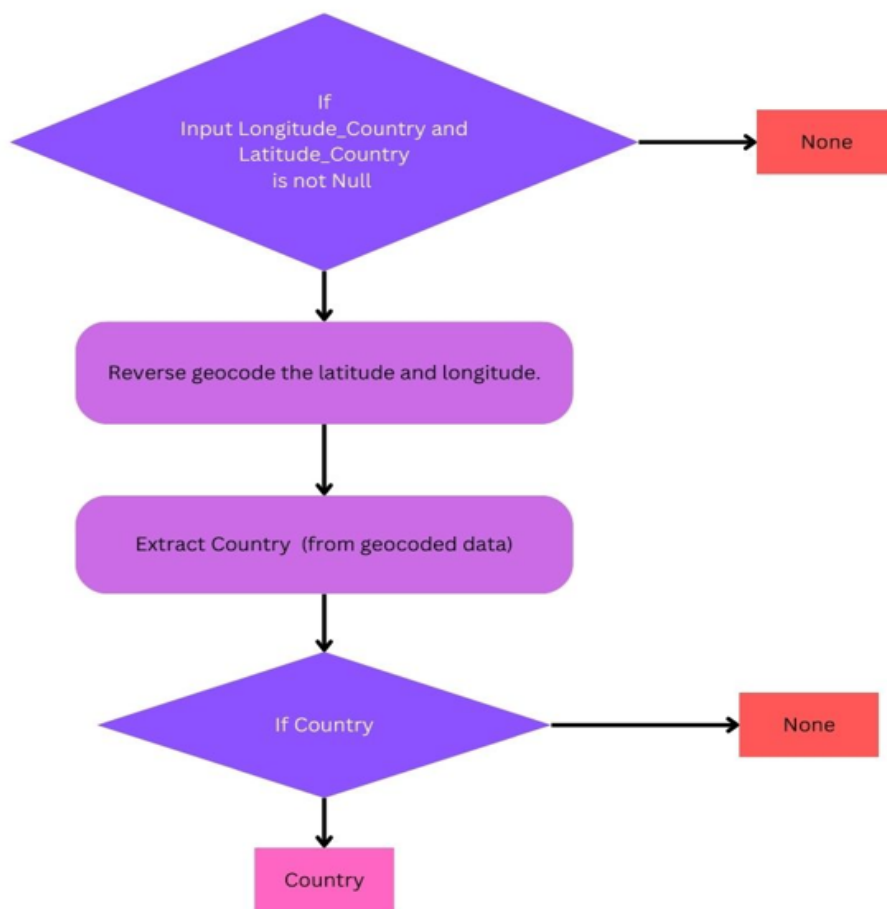 If
Input Longitude_Country and
Latitude_Country
is not Null
None
Reverse geocode the latitude and longitude.
Extract Country (from geocoded data)
If Country
None
Country